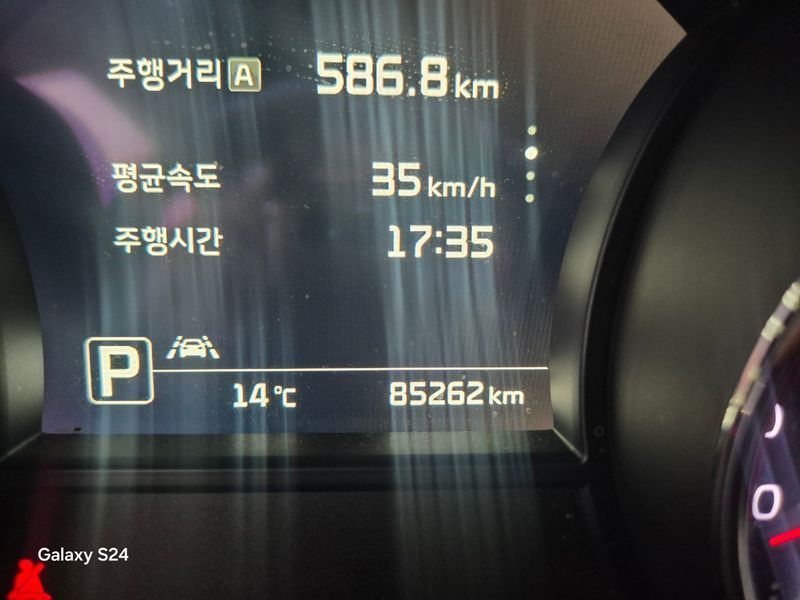 주행거리 A 586.8 km
평균속도 35 km/h
주행시간 17:35
P
14 ℃ 85262 km
0
Galaxy S24